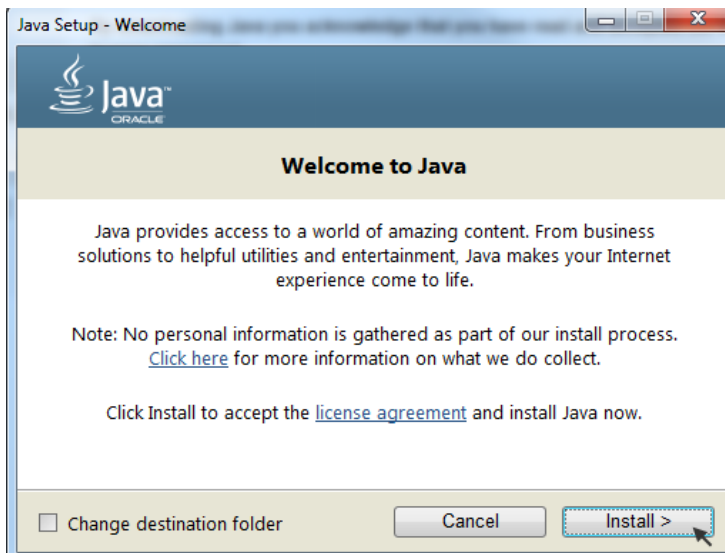 Java Setup - Welcome
Java™
ORACLE
Welcome to Java
Java provides access to a world of amazing content. From business
solutions to helpful utilities and entertainment, Java makes your Internet
experience come to life.
Note: No personal information is gathered as part of our install process.
Click here for more information on what we do collect.
Click Install to accept the license agreement and install Java now.
Change destination folder
Cancel
Install >